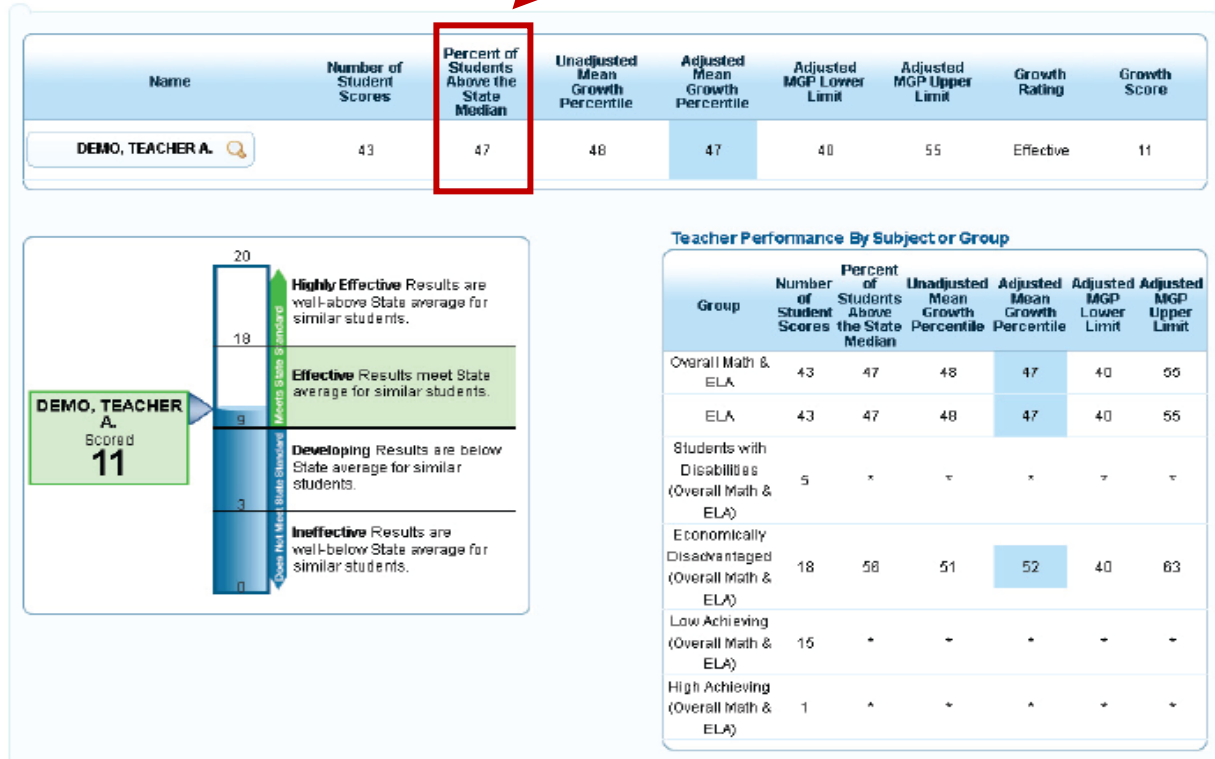 Name
Number of
Student
Scores
Percent of
Students
Above the
State
Median
Unadjusted
Mean
Growth
Percentile
Adjusted
Mean
Growth
Percentile
Adjusted
MGP Lower
Limit
Adjusted
MGP Upper
Limit
Growth
Rating
Growth
Score
DEMO, TEACHER A. 43 47 48 47 40 55 Effective 11
20
18
9
3
0
Meets State Standard
Does Not Meet State Standard
Highly Effective Results are
well-above State average for
similar students.
Effective Results meet State
average for similar students.
Developing Results are below
State average for similar
students.
Ineffective Results are
well-below State average for
similar students.
DEMO, TEACHER
A.
Scored
11
Teacher Performance By Subject or Group
Group
Number
of
Student
Scores
Percent
of
Students
Above
the State
Median
Unadjusted
Mean
Growth
Percentile
Adjusted
Mean
Growth
Percentile
Adjusted
MGP
Lower
Limit
Adjusted
MGP
Upper
Limit
Overall Math &
ELA
43 47 48 47 40 55
ELA 43 47 48 47 40 55
Students with
Disabilities
(Overall Math &
ELA)
5 * * * * *
Economically
Disadvantaged
(Overall Math &
ELA)
18 56 51 52 40 63
Low Achieving
(Overall Math &
ELA)
15 * * * * *
High Achieving
(Overall Math &
ELA)
1 * * * * *